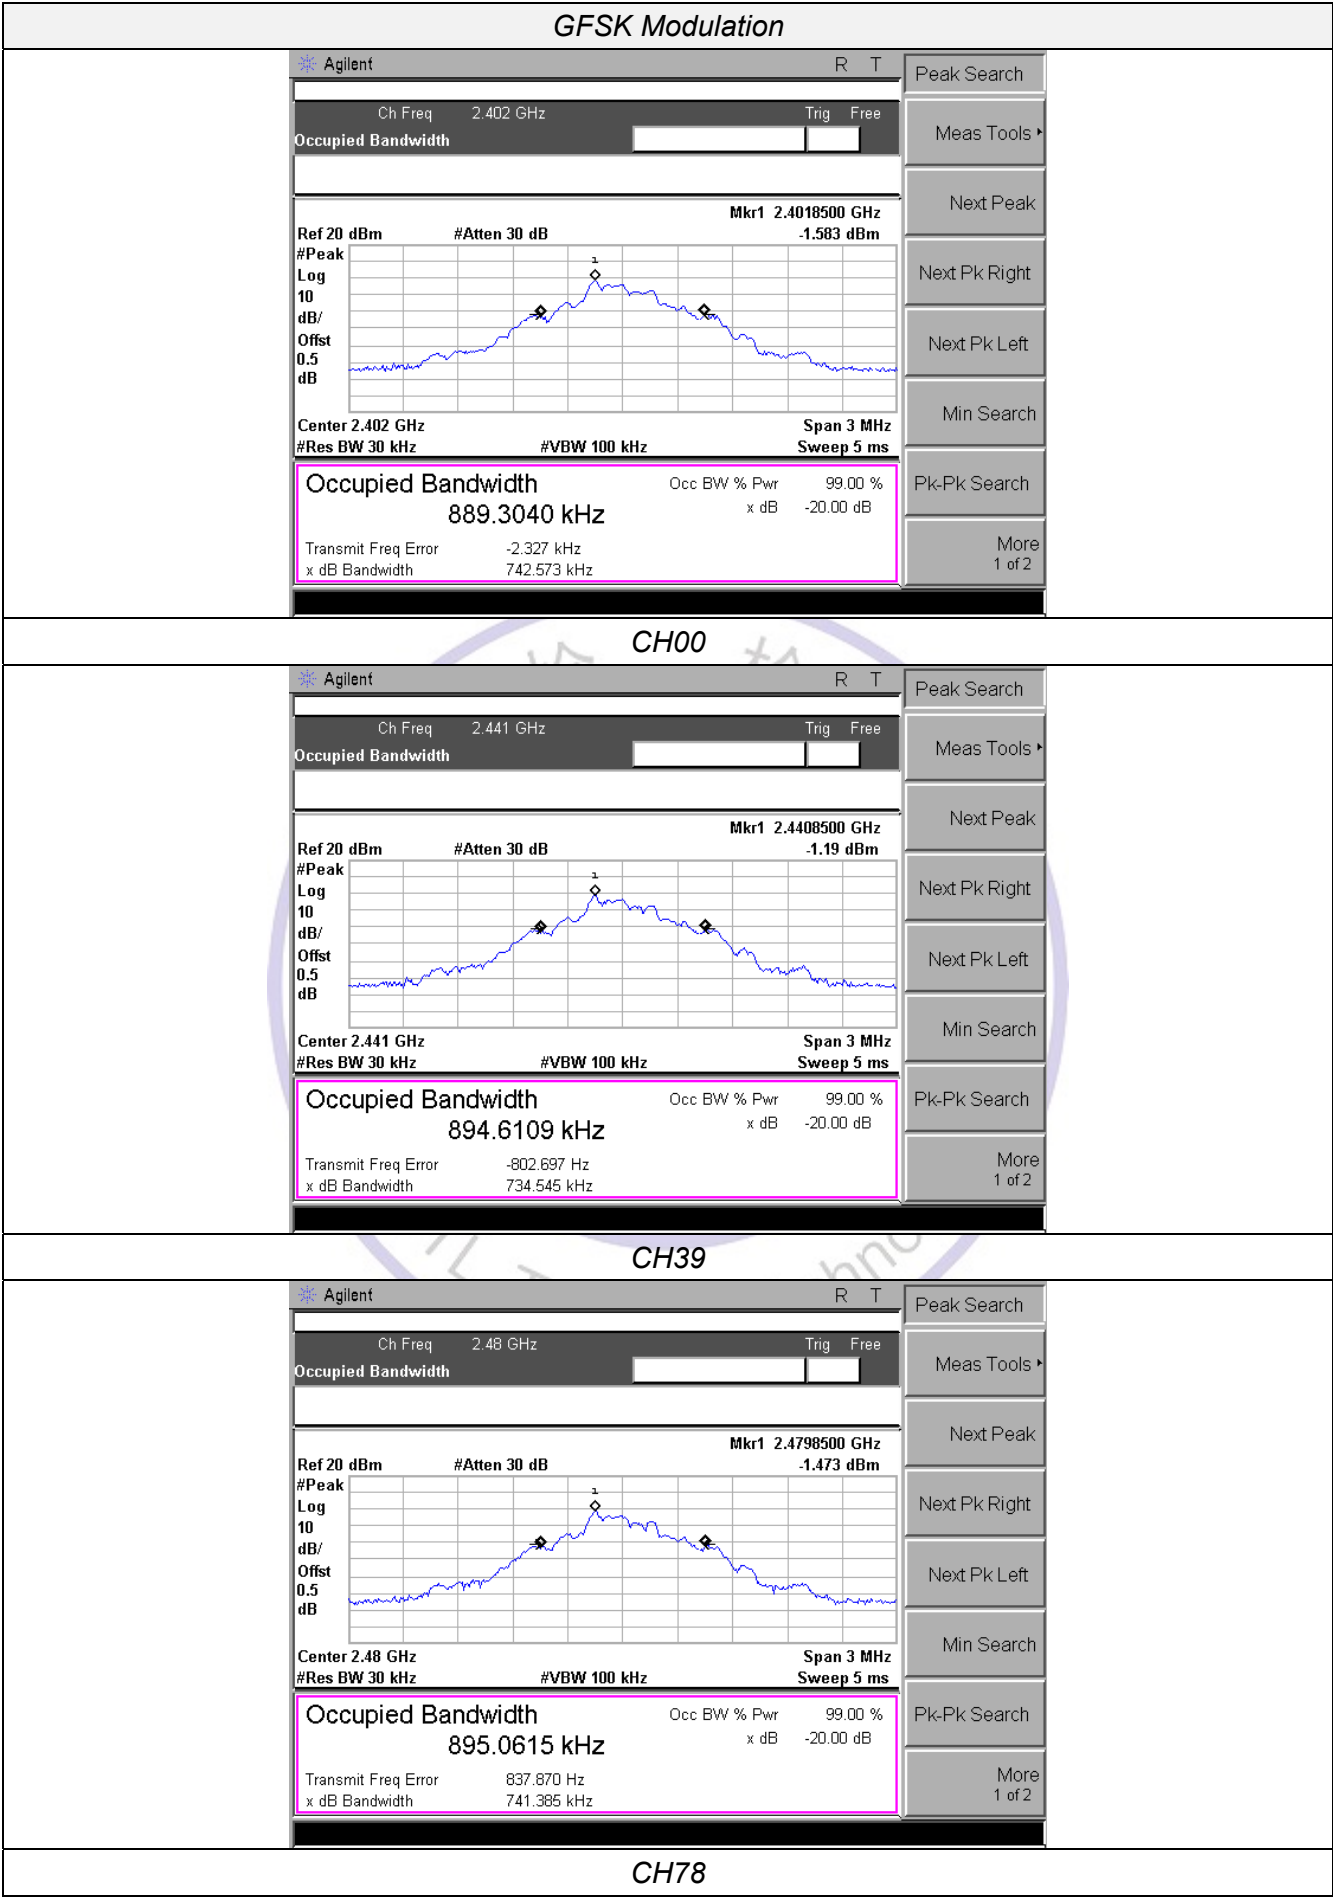 GFSK Modulation
Agilent R T
Peak Search
Ch Freq 2.402 GHz Trig Free
Occupied Bandwidth
Meas Tools
Next Peak
Mkr1 2.4018500 GHz
Ref 20 dBm #Atten 30 dB -1.583 dBm
#Peak
Log
10
dB/
Offst
0.5
dB
1
Next Pk Right
Next Pk Left
Min Search
Center 2.402 GHz Span 3 MHz
#Res BW 30 kHz #VBW 100 kHz Sweep 5 ms
Occupied Bandwidth Occ BW % Pwr 99.00 %
889.3040 kHz x dB -20.00 dB
Pk-Pk Search
Transmit Freq Error -2.327 kHz
x dB Bandwidth 742.573 kHz
More
1 of 2
CH00
Agilent R T
Peak Search
Ch Freq 2.441 GHz Trig Free
Occupied Bandwidth
Meas Tools
Next Peak
Mkr1 2.4408500 GHz
Ref 20 dBm #Atten 30 dB -1.19 dBm
#Peak
Log
10
dB/
Offst
0.5
dB
1
Next Pk Right
Next Pk Left
Min Search
Center 2.441 GHz Span 3 MHz
#Res BW 30 kHz #VBW 100 kHz Sweep 5 ms
Occupied Bandwidth Occ BW % Pwr 99.00 %
894.6109 kHz x dB -20.00 dB
Pk-Pk Search
Transmit Freq Error -802.697 Hz
x dB Bandwidth 734.545 kHz
More
1 of 2
CH39
Agilent R T
Peak Search
Ch Freq 2.48 GHz Trig Free
Occupied Bandwidth
Meas Tools
Next Peak
Mkr1 2.4798500 GHz
Ref 20 dBm #Atten 30 dB -1.473 dBm
#Peak
Log
10
dB/
Offst
0.5
dB
1
Next Pk Right
Next Pk Left
Min Search
Center 2.48 GHz Span 3 MHz
#Res BW 30 kHz #VBW 100 kHz Sweep 5 ms
Occupied Bandwidth Occ BW % Pwr 99.00 %
895.0615 kHz x dB -20.00 dB
Pk-Pk Search
Transmit Freq Error 837.870 Hz
x dB Bandwidth 741.385 kHz
More
1 of 2
CH78